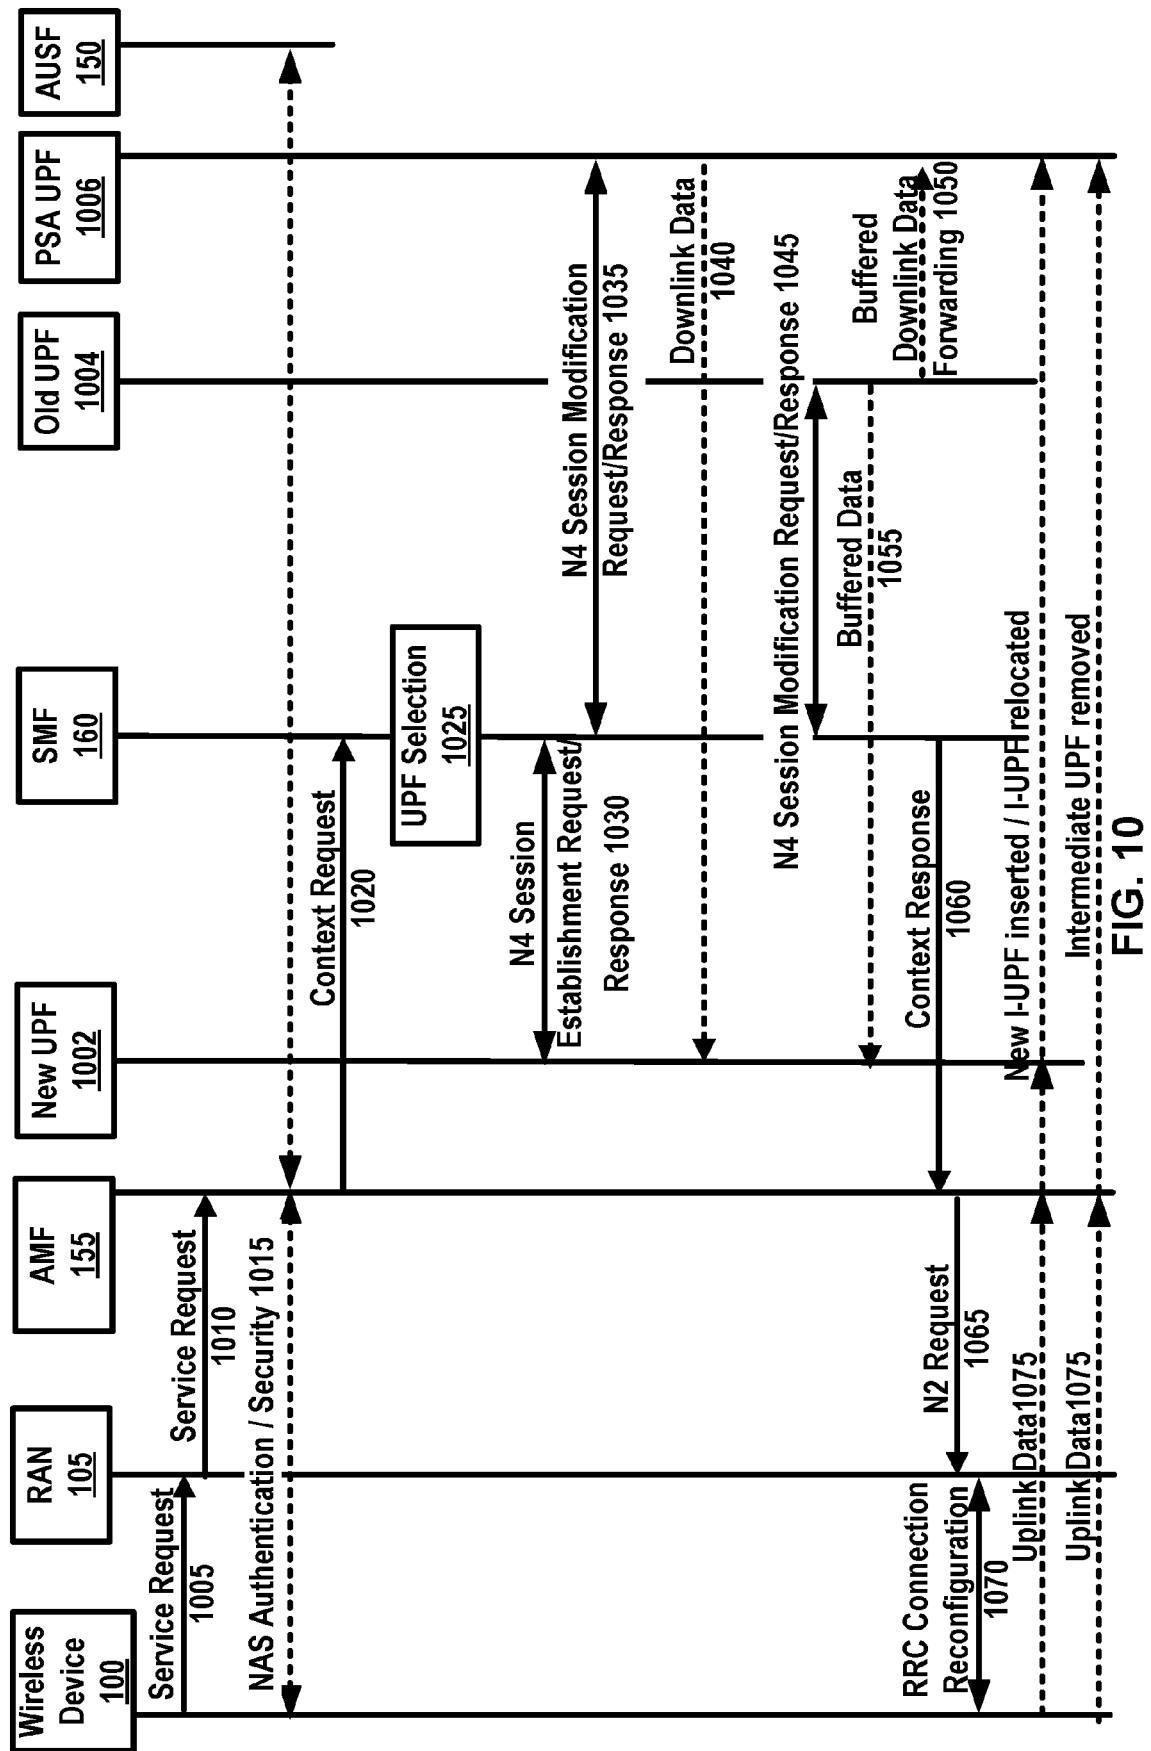 Wireless
Device
100
RAN
105
AMF
155
New UPF
1002
SMF
160
Old UPF
1004
PSA UPF
1006
AUSF
150
Service Request
1005
Service Request
1010
NAS Authentication / Security 1015
Context Request
1020
UPF Selection
1025
N4 Session
Establishment Request/
Response 1030
N4 Session Modification
Request/Response 1035
Downlink Data
1040
N4 Session Modification Request/Response 1045
Buffered
Downlink Data
Forwarding 1050
Buffered Data
1055
Context Response
1060
N2 Request
1065
RRC Connection
Reconfiguration
1070
Uplink Data1075
New I-UPF inserted / I-UPF relocated
Uplink Data1075
Intermediate UPF removed
FIG. 10